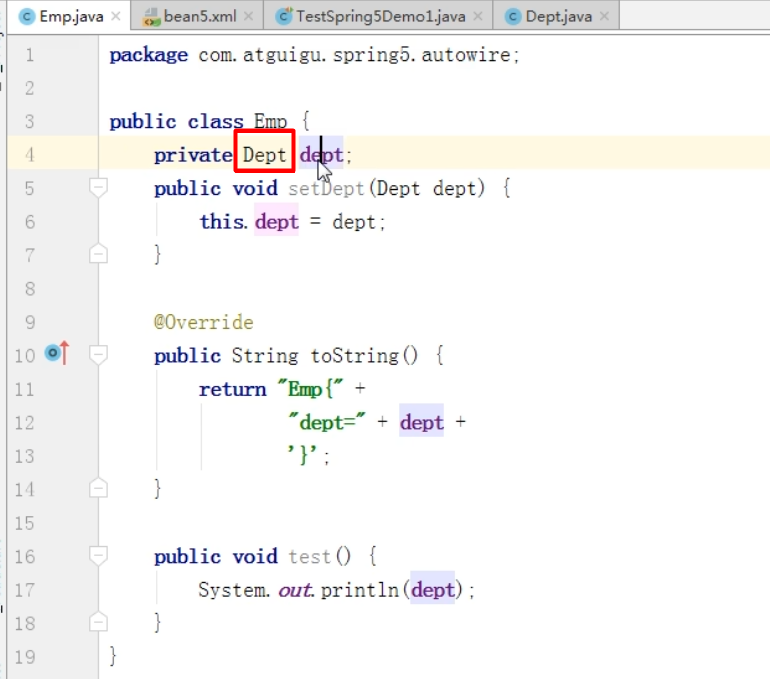 Emp.java bean5.xml TestSpring5Demo1.java Dept.java
1 package com.atguigu.spring5.autowire;
2
3 public class Emp {
4 private Dept dept;
5 public void setDept(Dept dept) {
6 this.dept = dept;
7 }
8
9 @Override
10 public String toString() {
11 return "Emp{" +
12 "dept=" + dept +
13 '}';
14 }
15
16 public void test() {
17 System.out.println(dept);
18 }
19 }